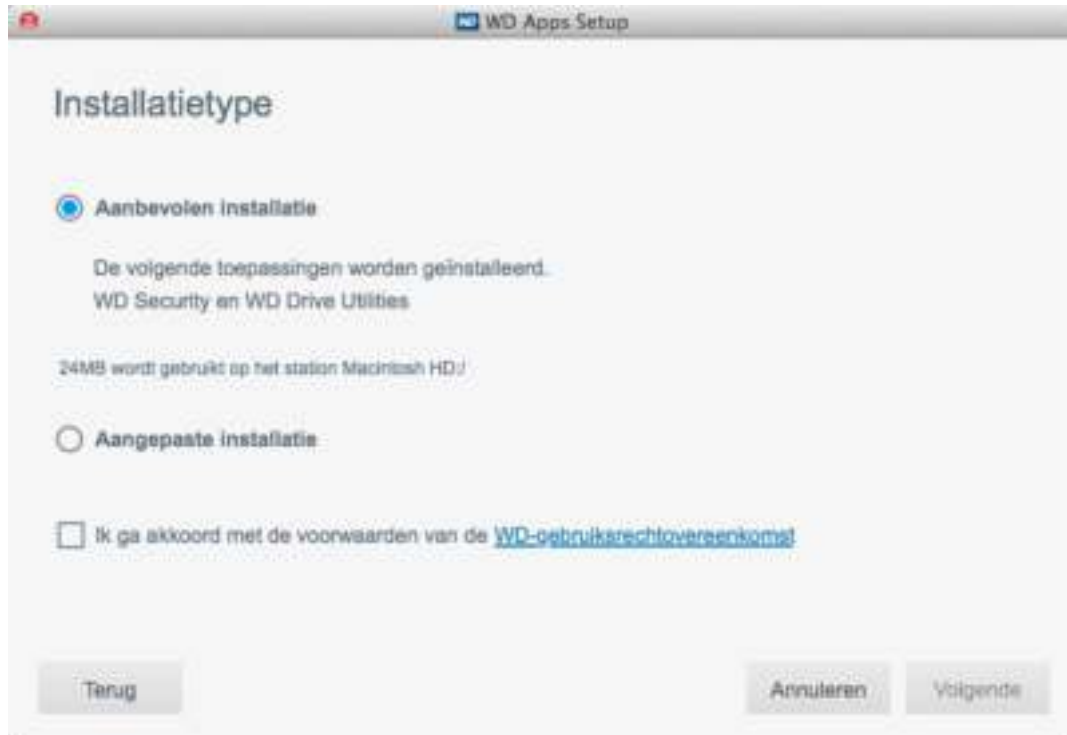 WD Apps Setup
Installatietype
Aanbevolen installatie
De volgende toepassingen worden geïnstalleerd.
WD Security en WD Drive Utilities
24MB wordt gebruikt op het station Macintosh HD:/
Aangepaste installatie
Ik ga akkoord met de voorwaarden van de WD-gebruiksrechtovereenkomst
Terug
Annuleren
Volgende